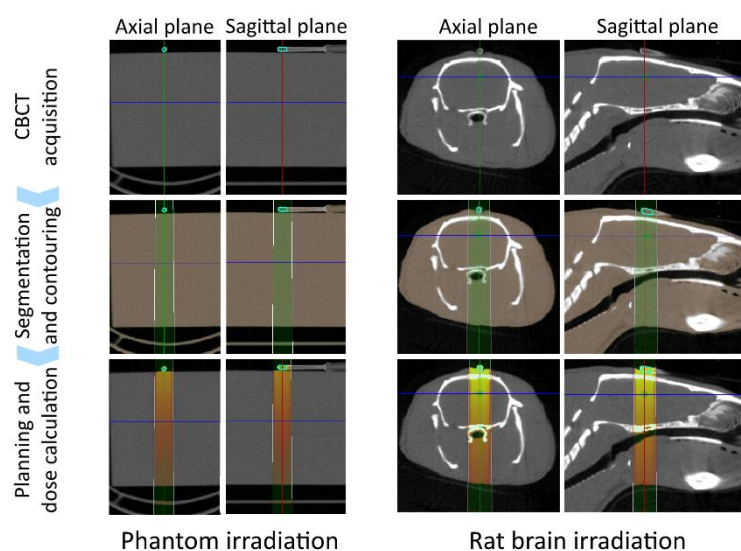 Axial plane
Sagittal plane
Axial plane
Sagittal plane
CBCT
acquisition
Segmentation
and contouring
Planning and
dose calculation
Phantom irradiation
Rat brain irradiation